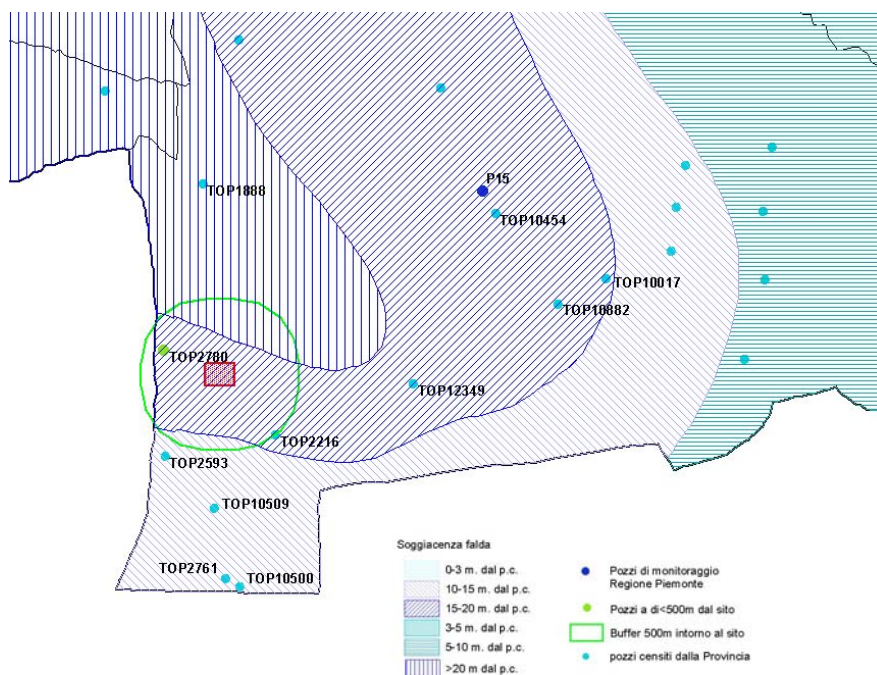 P15
TOP1888
TOP10454
TOP10017
TOP10882
TOP2780
TOP12349
TOP2216
TOP2593
TOP10509
TOP2761
TOP10500
Soggiacenza falda
0-3 m. dal p.c.
10-15 m. dal p.c.
15-20 m. dal p.c.
3-5 m. dal p.c.
5-10 m. dal p.c.
>20 m dal p.c.
Pozzi di monitoraggio
Regione Piemonte
Pozzi a di<500m dal sito
Buffer 500m intorno al sito
pozzi censiti dalla Provincia